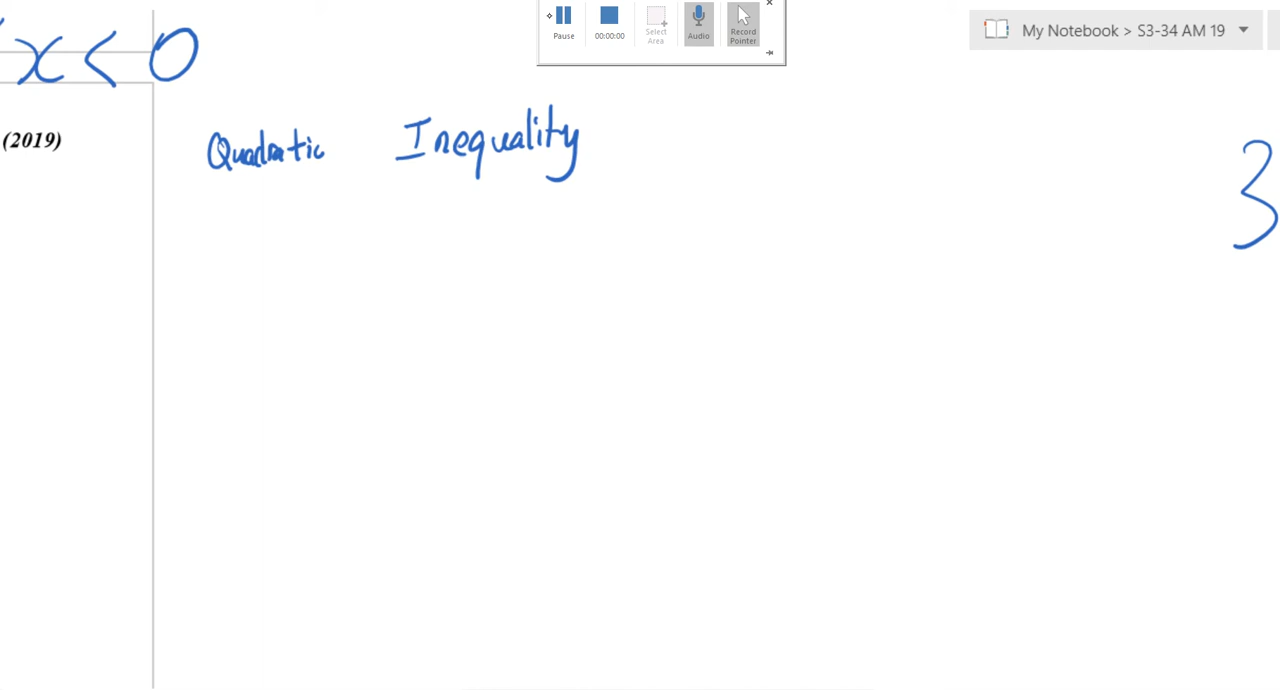 x < 0
Pause
00:00:00
Select Area
Audio
Record Pointer
My Notebook > S3-34 AM 19
(2019)
Quadratic Inequality
3